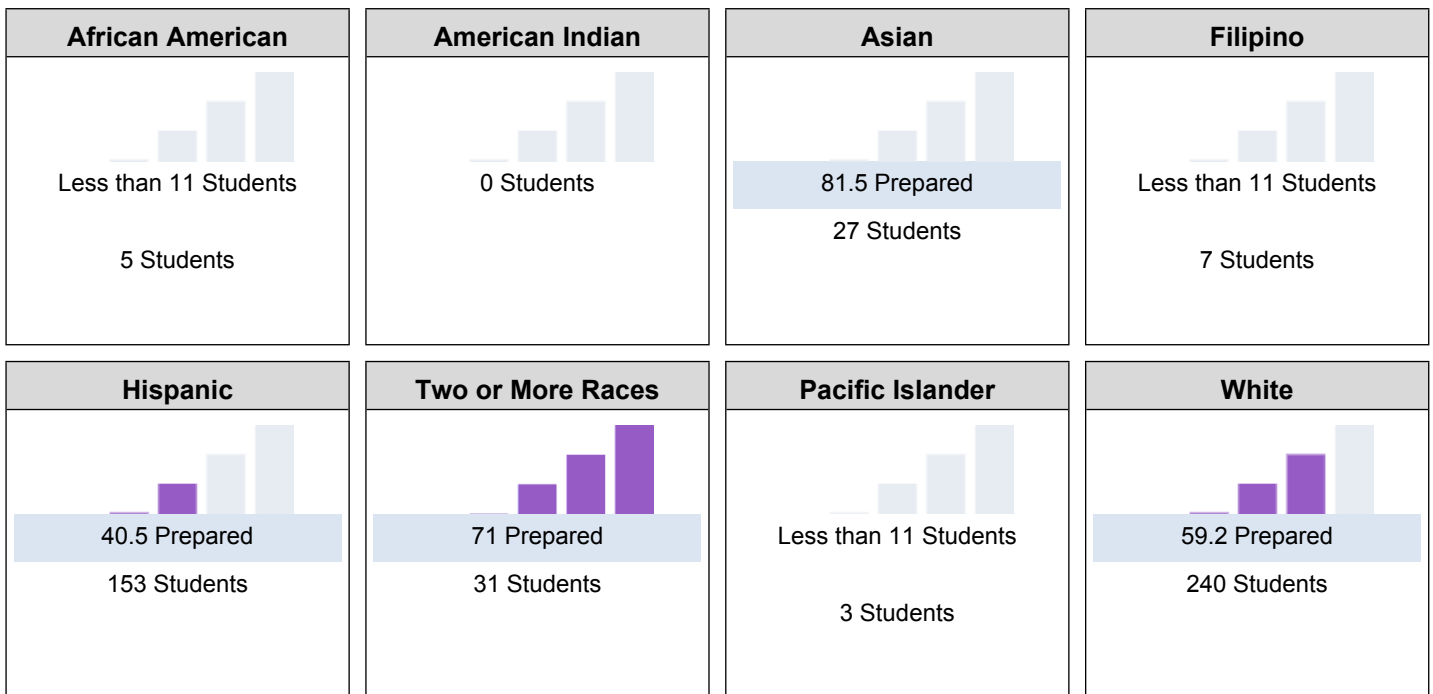 African American
Less than 11 Students
5 Students
American Indian
0 Students
Asian
81.5 Prepared
27 Students
Filipino
Less than 11 Students
7 Students
Hispanic
40.5 Prepared
153 Students
Two or More Races
71 Prepared
31 Students
Pacific Islander
Less than 11 Students
3 Students
White
59.2 Prepared
240 Students